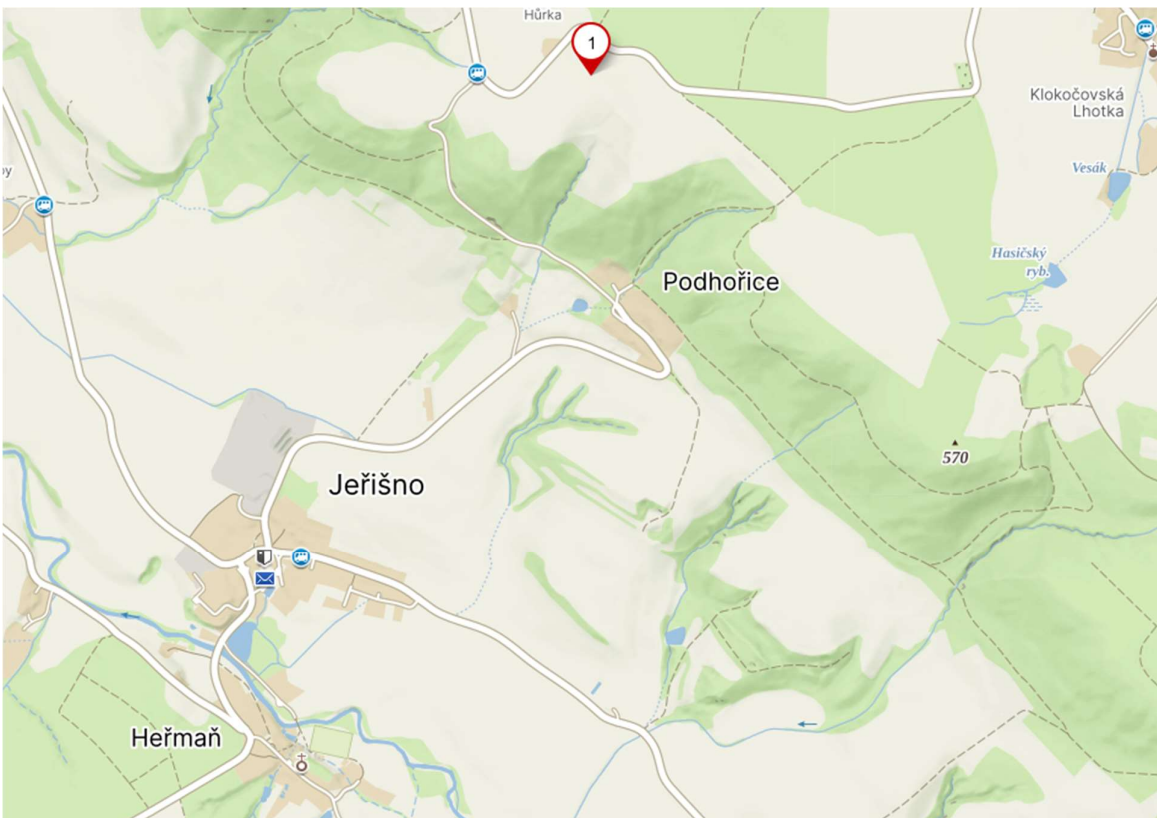 Hůrka
1
Klokočovská
Lhotka
Vesák
Hasičský
ryb.
Podhořice
570
Jeřišno
Heřmaň